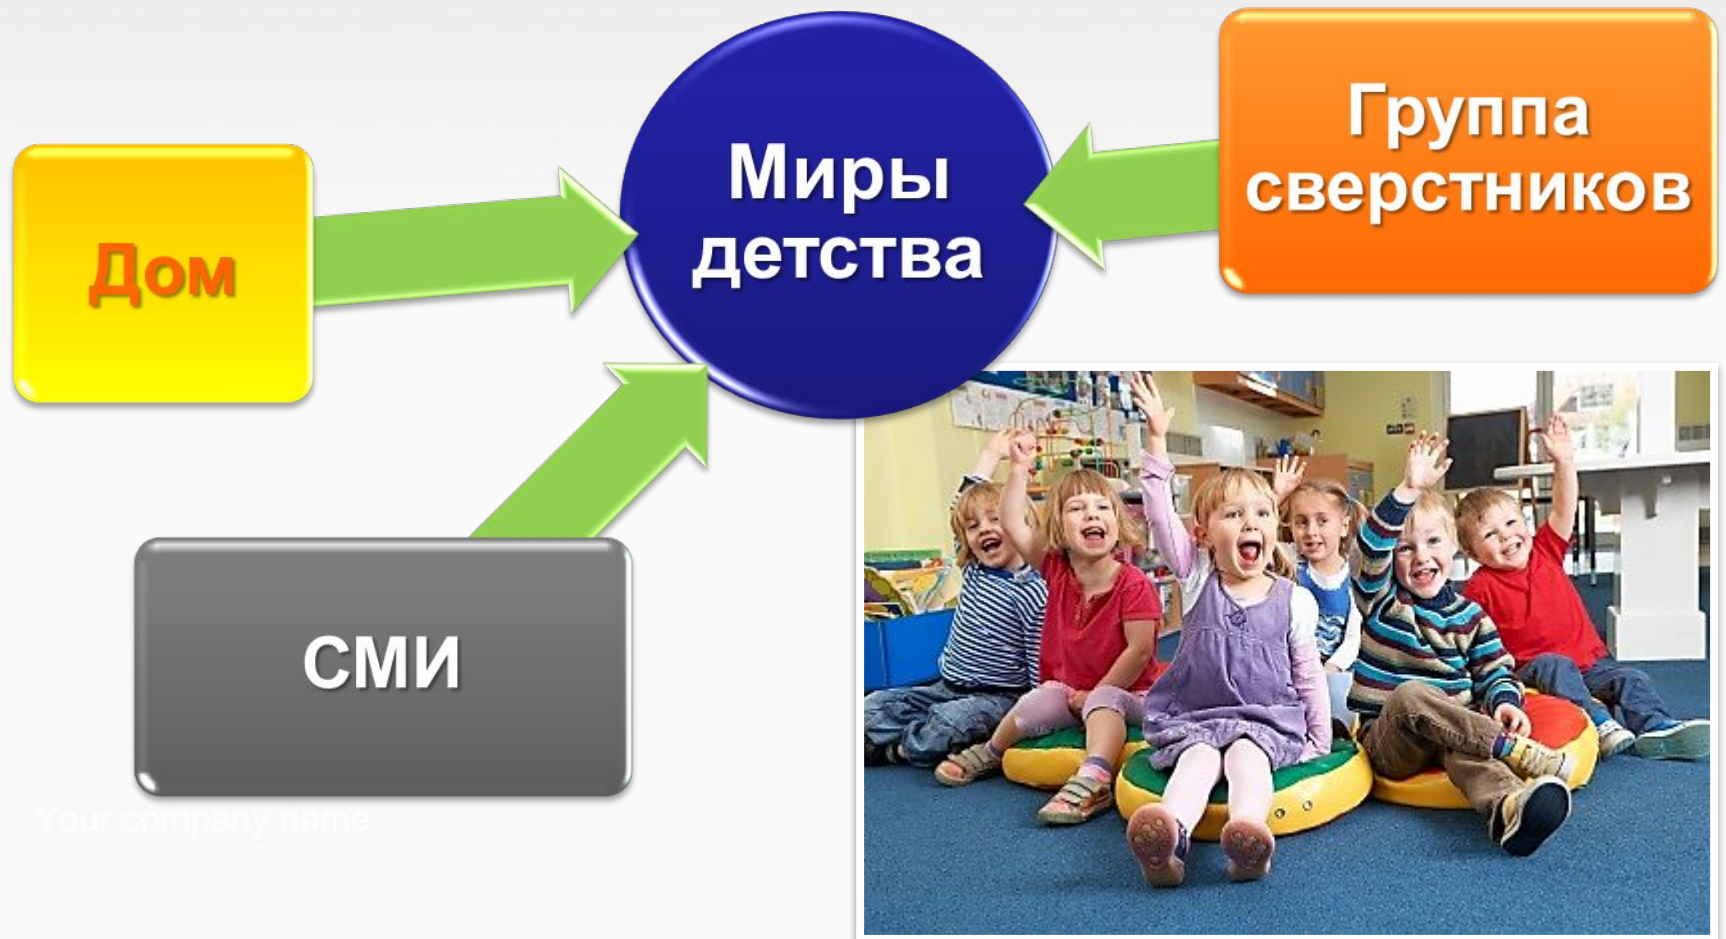 Миры
детства
Группа
сверстников
Дом
СМИ
Your company name